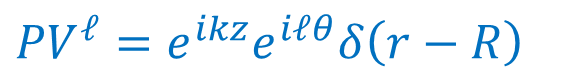 PV^ℓ = e^{ikz}e^{iℓθ}δ(r − R)